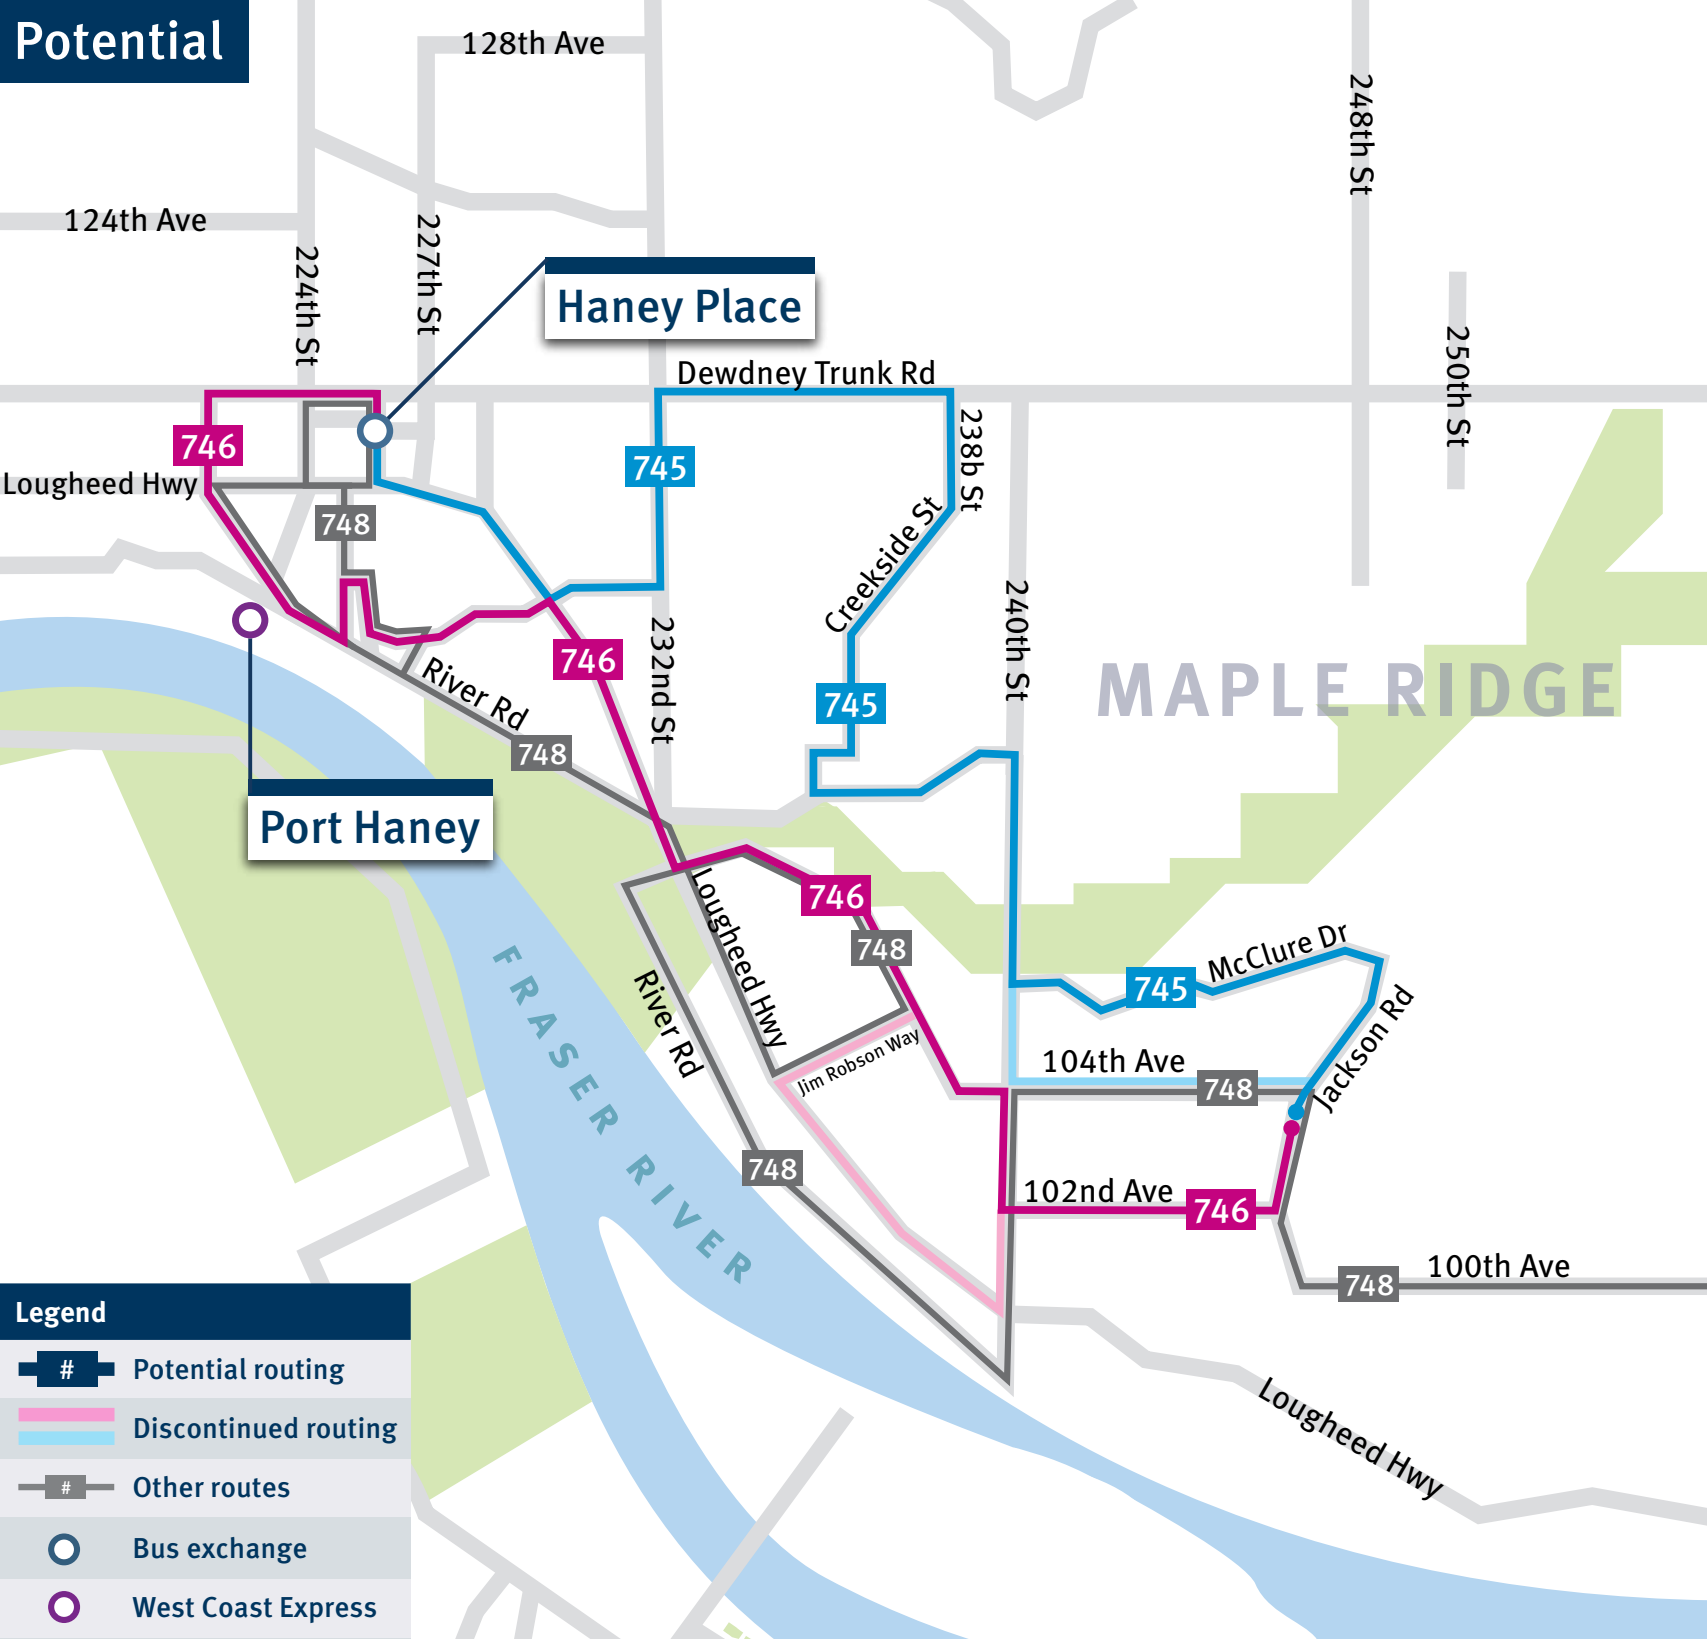 Potential
128th Ave
248th St
124th Ave
224th St
227th St
Haney Place
250th St
Dewdney Trunk Rd
238b St
746
745
Lougheed Hwy
748
Creekside St
240th St
232nd St
746
MAPLE RIDGE
River Rd
745
748
Port Haney
746
Lougheed Hwy
748
McClure Dr
745
FRASER RIVER
River Rd
Jackson Rd
Jim Robson Way
104th Ave
748
748
102nd Ave
746
100th Ave
748
Lougheed Hwy
Legend
# Potential routing
Discontinued routing
# Other routes
Bus exchange
West Coast Express